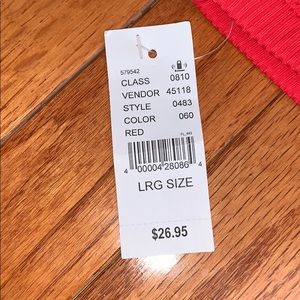 579542
CLASS 0810
VENDOR 45118
STYLE 0483
COLOR 060
RED
4 00004 28086 4
LRG SIZE
$26.95